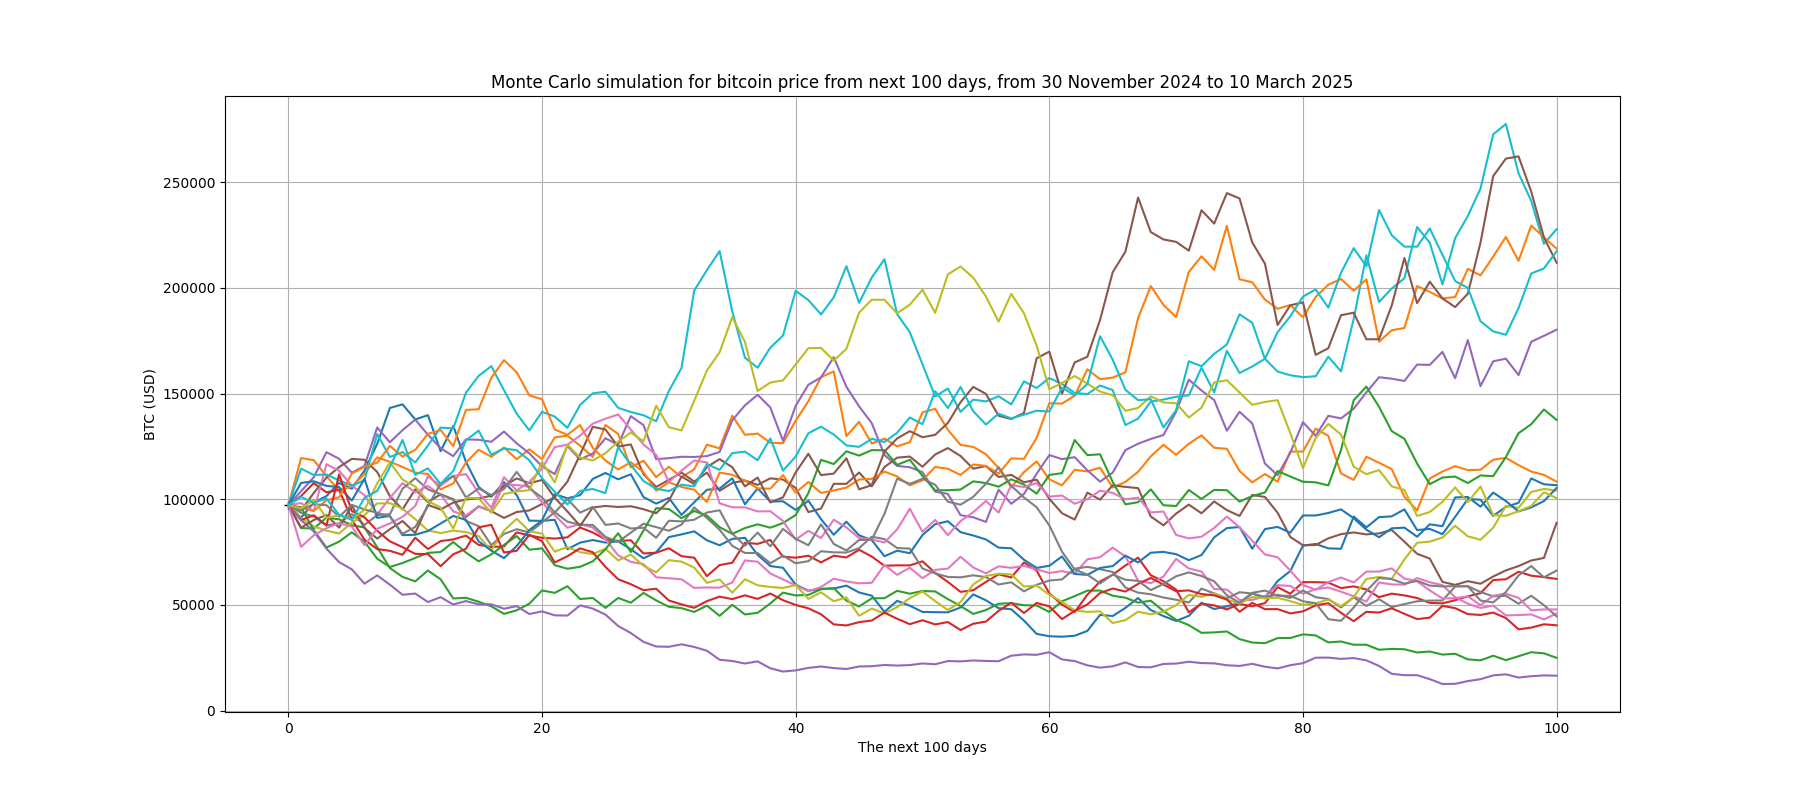 Monte Carlo simulation for bitcoin price from next 100 days, from 30 November 2024 to 10 March 2025
BTC (USD)
250000
200000
150000
100000
50000
0
0 20 40 60 80 100
The next 100 days